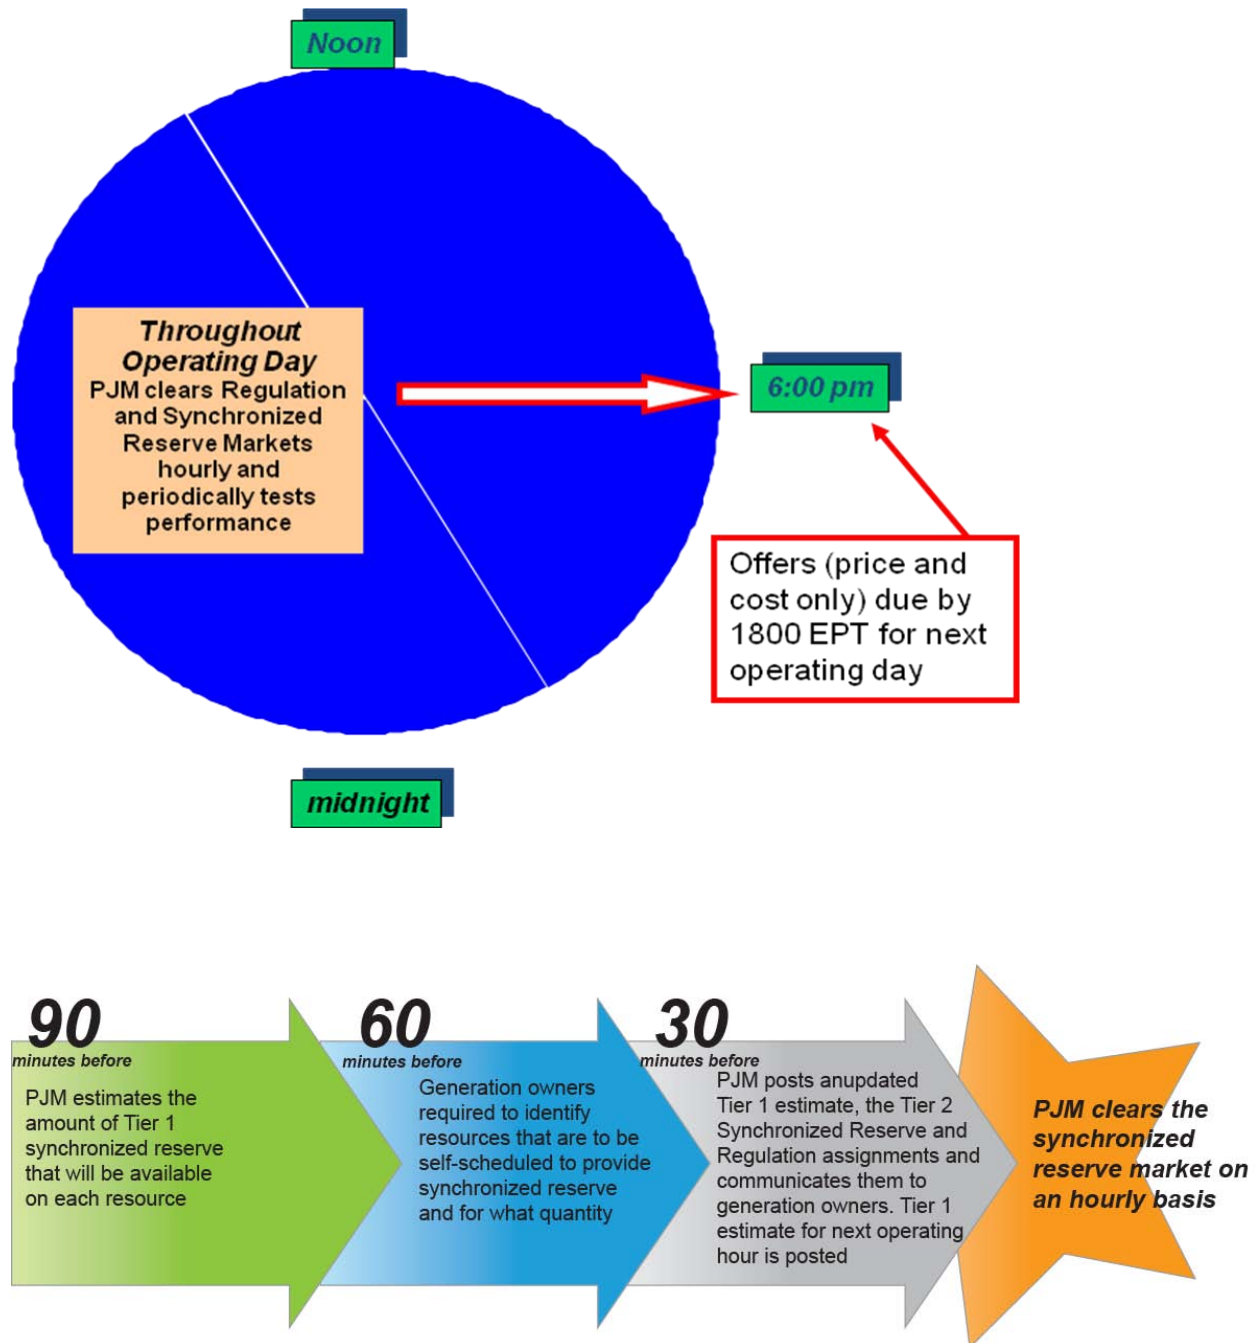 Noon
Throughout
Operating Day
PJM clears Regulation
and Synchronized
Reserve Markets
hourly and
periodically tests
performance
6:00 pm
Offers (price and
cost only) due by
1800 EPT for next
operating day
midnight
90
minutes before
PJM estimates the
amount of Tier 1
synchronized reserve
that will be available
on each resource
60
minutes before
Generation owners
required to identify
resources that are to be
self-scheduled to provide
synchronized reserve
and for what quantity
30
minutes before
PJM posts anupdated
Tier 1 estimate, the Tier 2
Synchronized Reserve and
Regulation assignments and
communicates them to
generation owners. Tier 1
estimate for next operating
hour is posted
PJM clears the
synchronized
reserve market on
an hourly basis